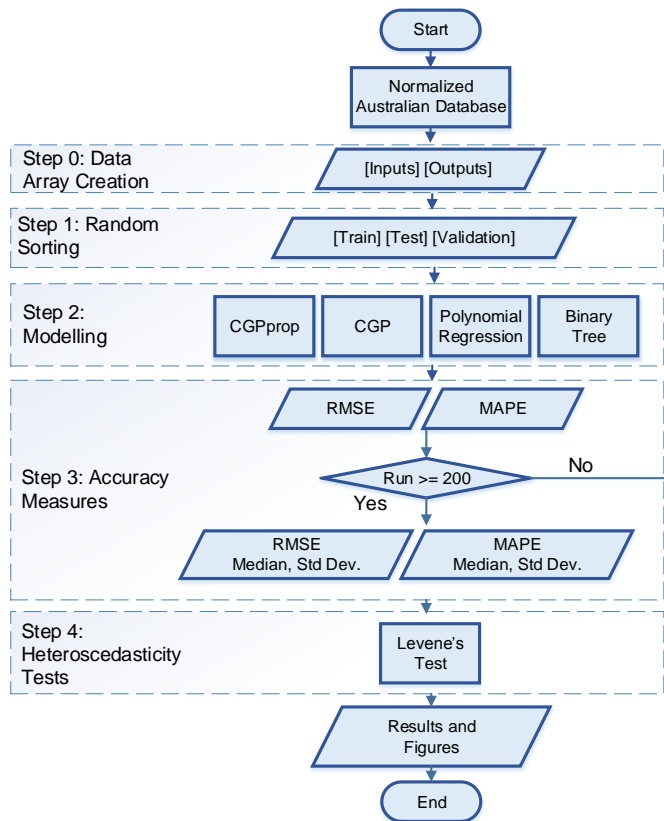 Start
Normalized
Australian Database
Step 0: Data
Array Creation
[Inputs] [Outputs]
Step 1: Random
Sorting
[Train] [Test] [Validation]
Step 2:
Modelling
CGPprop
CGP
Polynomial
Regression
Binary
Tree
Step 3: Accuracy
Measures
RMSE
MAPE
Run >= 200
No
Yes
RMSE
Median, Std Dev.
MAPE
Median, Std Dev.
Step 4:
Heteroscedasticity
Tests
Levene's
Test
Results and
Figures
End